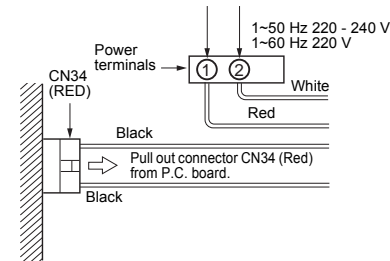 1~50 Hz 220 - 240 V
1~60 Hz 220 V
Power
terminals
1 2
CN34
(RED)
White
Red
Black
Pull out connector CN34 (Red)
from P.C. board.
Black